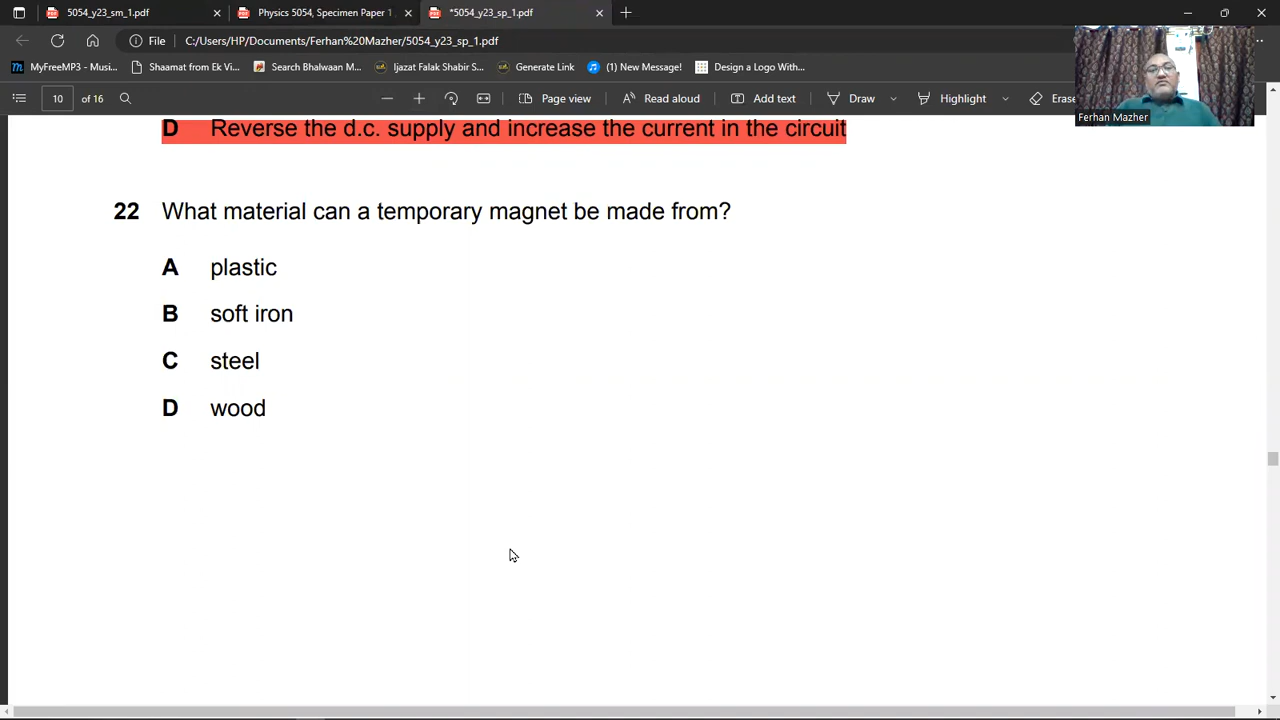 5054_y23_sm_1.pdf
Physics 5054, Specimen Paper 1
*5054_y23_sp_1.pdf
File
C:/Users/HP/Documents/Ferhan%20Mazher/5054_y23_sp_1.pdf
MyFreeMP3 - Musi...
Shaamat from Ek Vi...
Search Bhulwaan M...
Ijazat Falak Shabir S...
Generate Link
(1) New Message!
Design a Logo With...
10 of 16
Page view
Read aloud
Add text
Draw
Highlight
Erase
Ferhan Mazher
D Reverse the d.c. supply and increase the current in the circuit
22 What material can a temporary magnet be made from?
A plastic
B soft iron
C steel
D wood